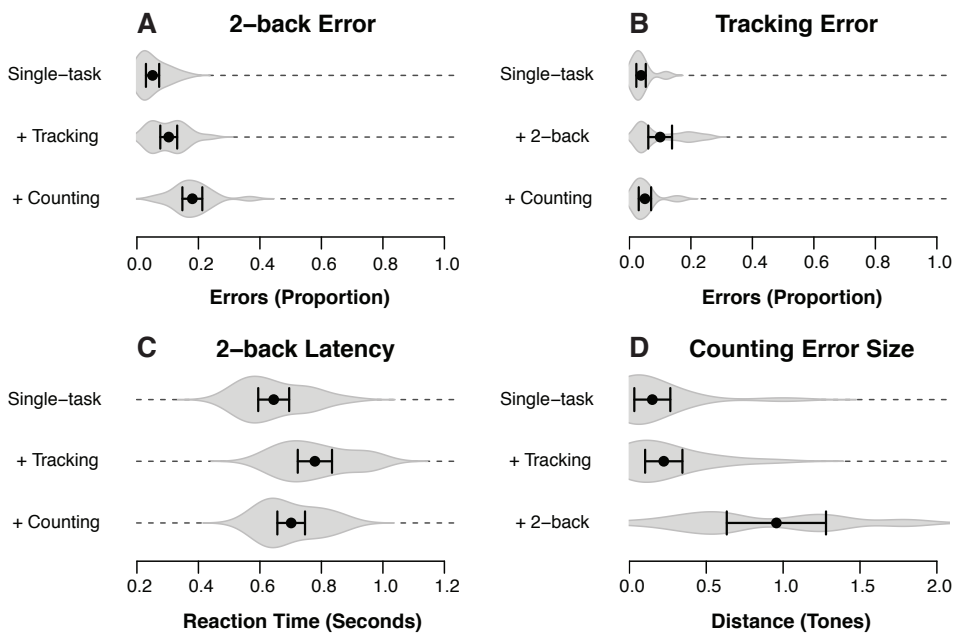 A 2−back Error
Single−task
+ Tracking
+ Counting
0.0 0.2 0.4 0.6 0.8 1.0
Errors (Proportion)
B Tracking Error
Single−task
+ 2−back
+ Counting
0.0 0.2 0.4 0.6 0.8 1.0
Errors (Proportion)
C 2−back Latency
Single−task
+ Tracking
+ Counting
0.2 0.4 0.6 0.8 1.0 1.2
Reaction Time (Seconds)
D Counting Error Size
Single−task
+ Tracking
+ 2−back
0.0 0.5 1.0 1.5 2.0
Distance (Tones)